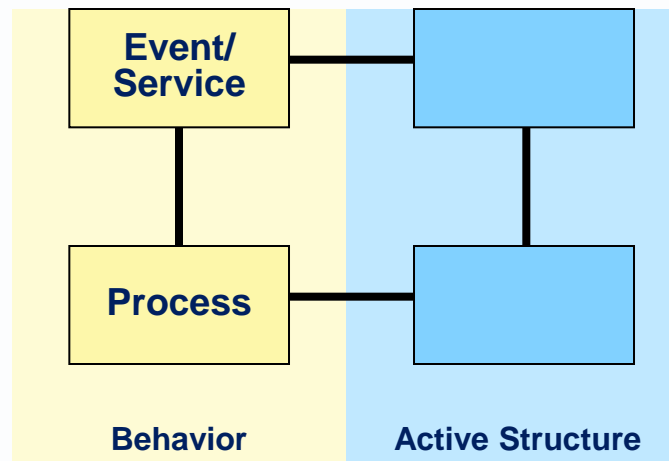 Event/
Service
Process
Behavior
Active Structure